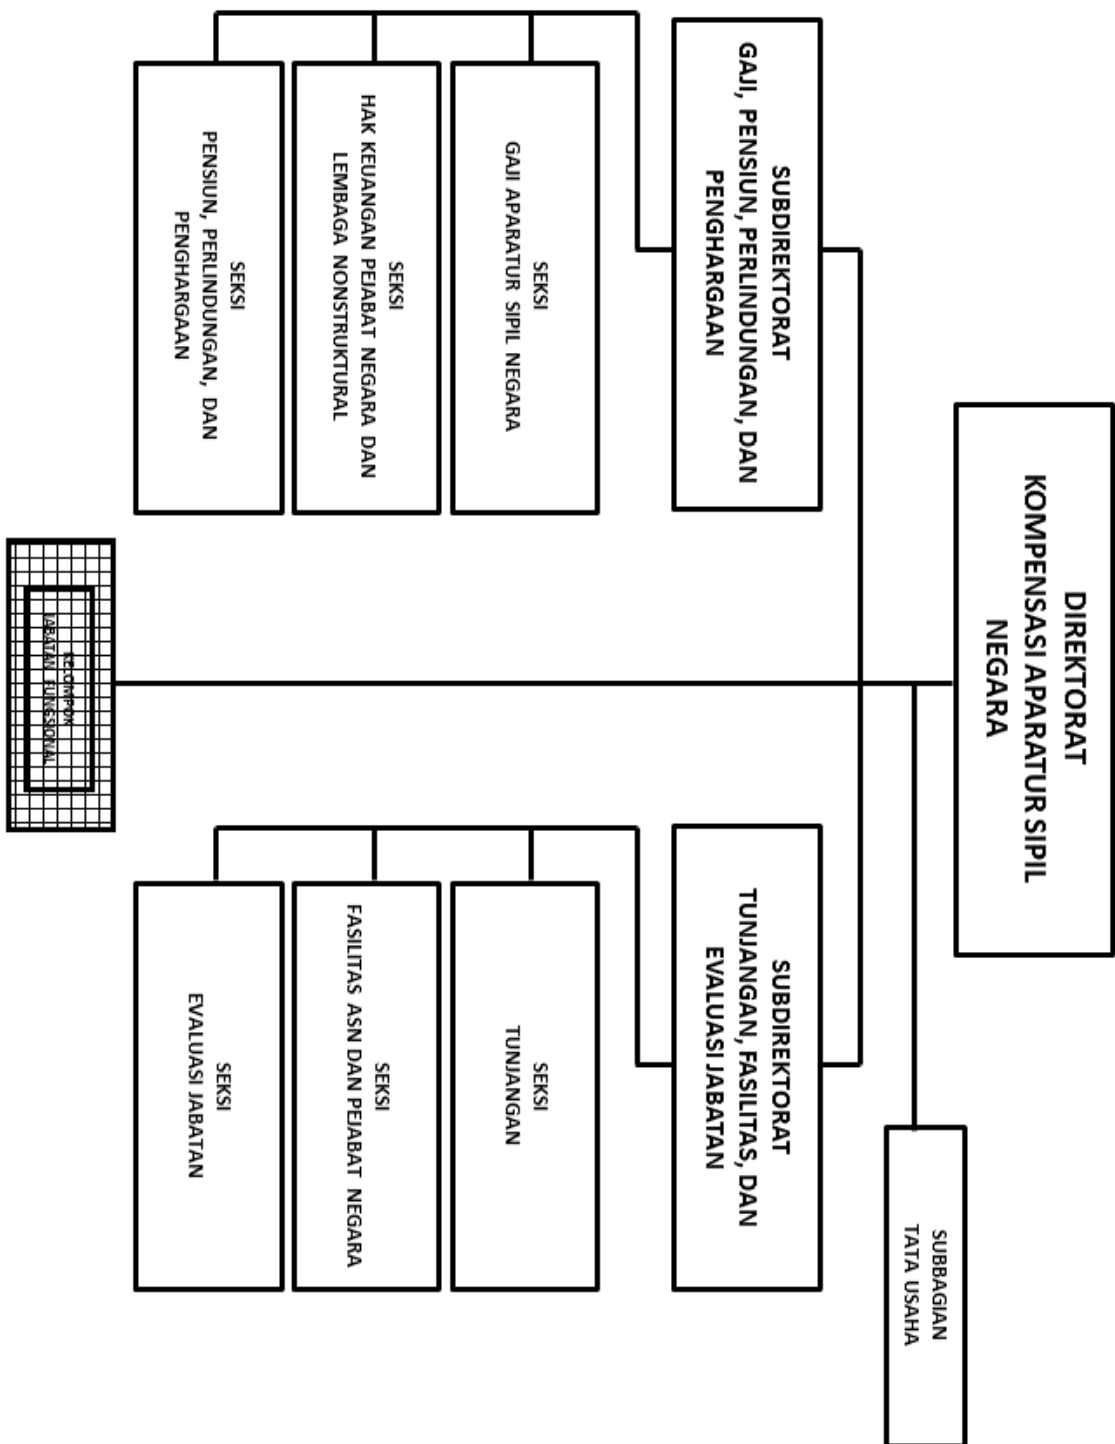 DIREKTORAT
KOMPENSASI APARATUR SIPIL
NEGARA
SUBBAGIAN
TATA USAHA
SUBDIREKTORAT
GAJI, PENSIUN, PERLINDUNGAN, DAN
PENGHARGAAN
SUBDIREKTORAT
TUNJANGAN, FASILITAS, DAN
EVALUASI JABATAN
SEKSI
GAJI APARATUR SIPIL NEGARA
SEKSI
HAK KEUANGAN PEJABAT NEGARA DAN
LEMBAGA NONSTRUKTURAL
SEKSI
PENSIUN, PERLINDUNGAN, DAN
PENGHARGAAN
SEKSI
TUNJANGAN
SEKSI
FASILITAS ASN DAN PEJABAT NEGARA
SEKSI
EVALUASI JABATAN
KELOMPOK
JABATAN FUNGSIONAL